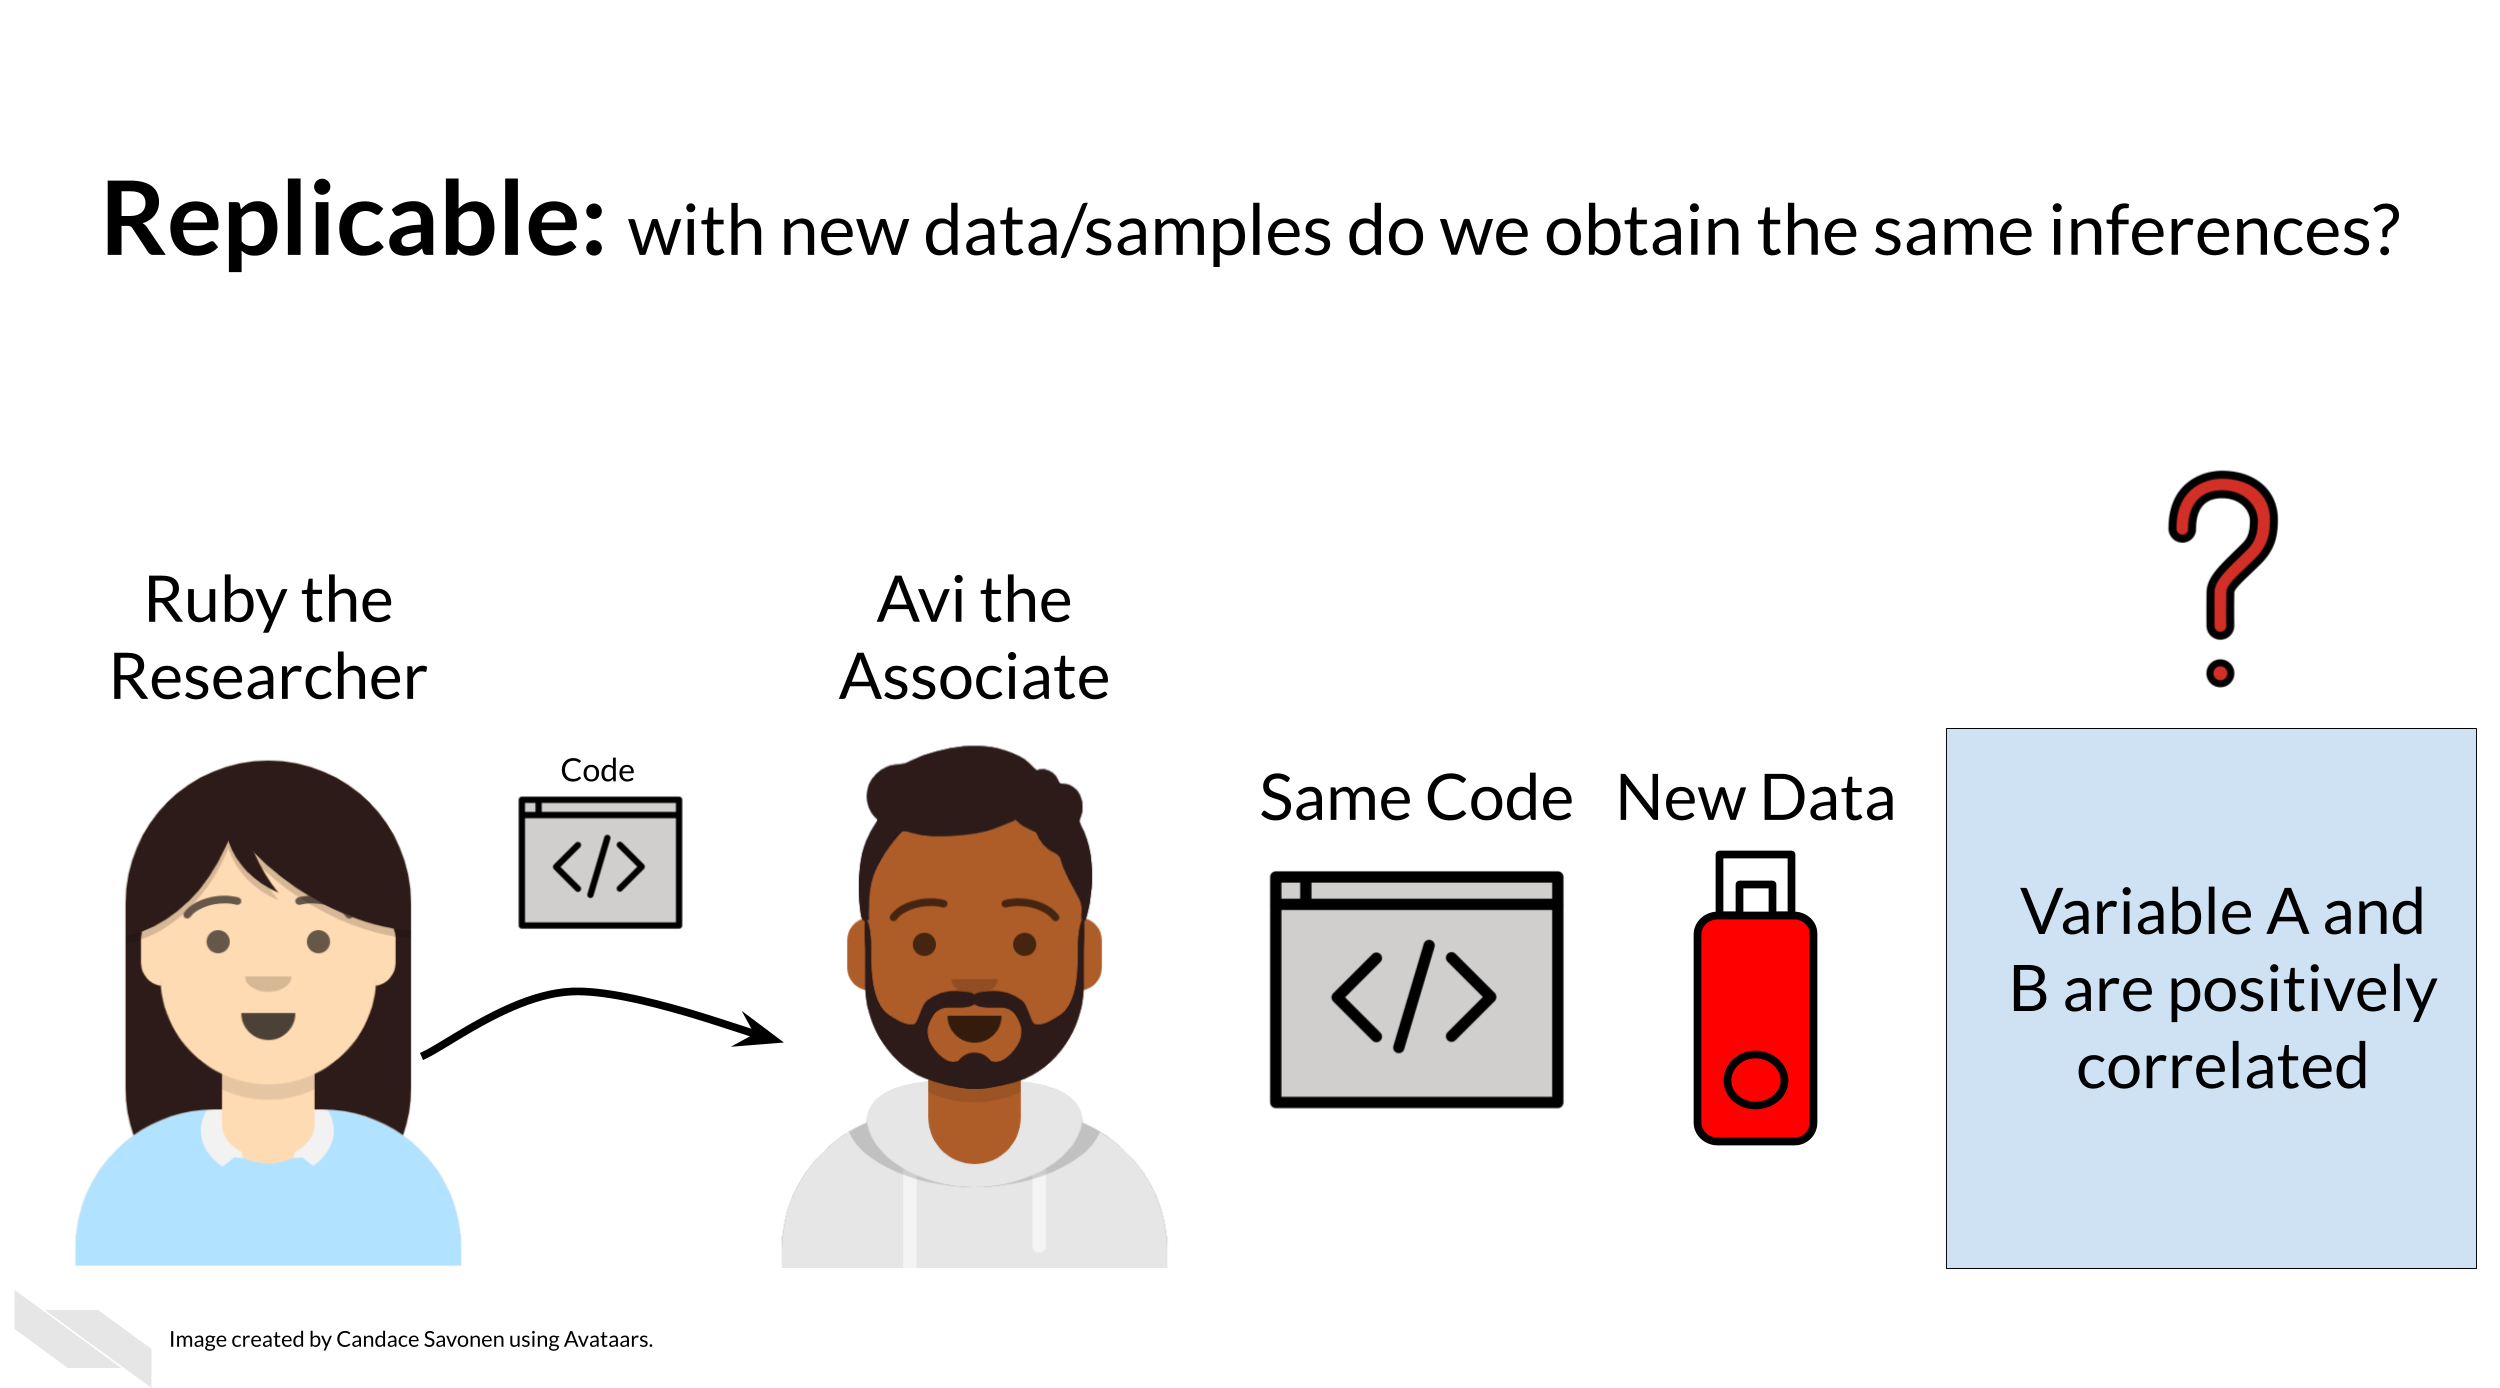 Replicable: with new data/samples do we obtain the same inferences?
Ruby the
Researcher
Code
Avi the
Associate
Same Code
New Data
Variable A and
B are positively
correlated
Image created by Candace Savonen using Avataars.